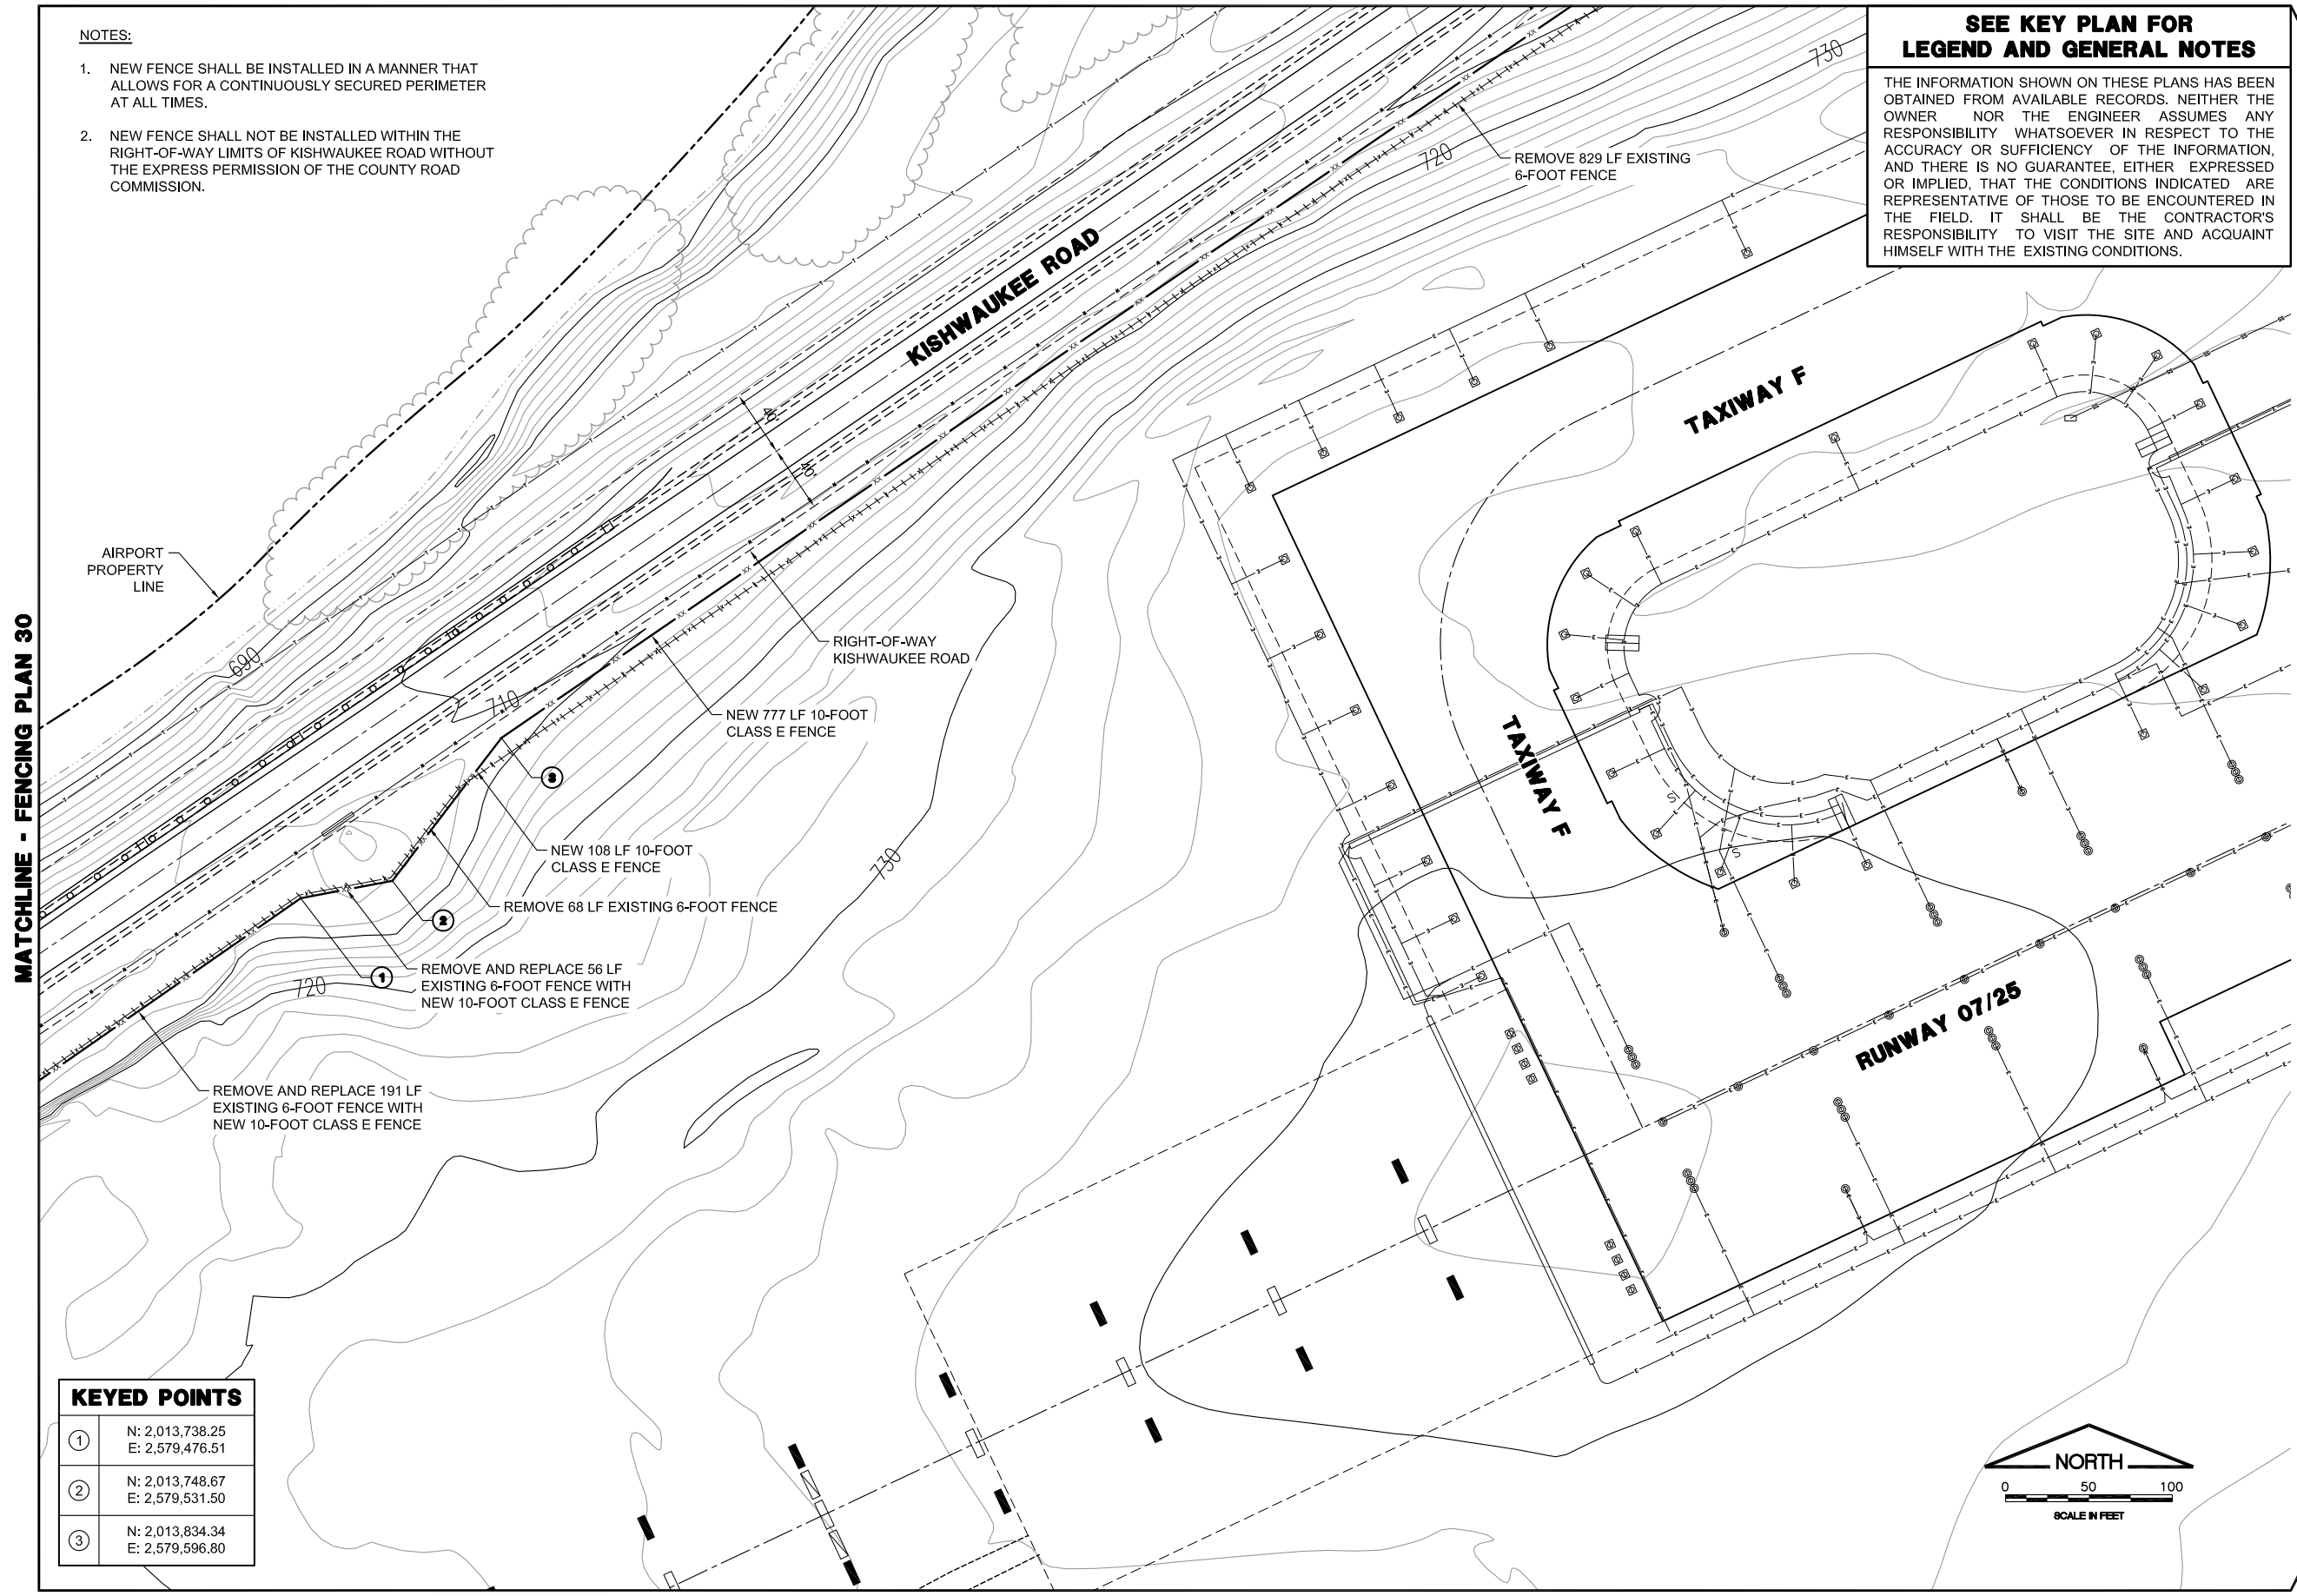 NOTES:
1. NEW FENCE SHALL BE INSTALLED IN A MANNER THAT
ALLOWS FOR A CONTINUOUSLY SECURED PERIMETER
AT ALL TIMES.
2. NEW FENCE SHALL NOT BE INSTALLED WITHIN THE
RIGHT-OF-WAY LIMITS OF KISHWAUKEE ROAD WITHOUT
THE EXPRESS PERMISSION OF THE COUNTY ROAD
COMMISSION.
SEE KEY PLAN FOR
LEGEND AND GENERAL NOTES
THE INFORMATION SHOWN ON THESE PLANS HAS BEEN
OBTAINED FROM AVAILABLE RECORDS. NEITHER THE
OWNER NOR THE ENGINEER ASSUMES ANY
RESPONSIBILITY WHATSOEVER IN RESPECT TO THE
ACCURACY OR SUFFICIENCY OF THE INFORMATION,
AND THERE IS NO GUARANTEE, EITHER EXPRESSED
OR IMPLIED, THAT THE CONDITIONS INDICATED ARE
REPRESENTATIVE OF THOSE TO BE ENCOUNTERED IN
THE FIELD. IT SHALL BE THE CONTRACTOR'S
RESPONSIBILITY TO VISIT THE SITE AND ACQUAINT
HIMSELF WITH THE EXISTING CONDITIONS.
730
720
REMOVE 829 LF EXISTING
6-FOOT FENCE
KISHWAUKEE ROAD
TAXIWAY F
40'
40'
AIRPORT
PROPERTY
LINE
MATCHLINE - FENCING PLAN 30
690
RIGHT-OF-WAY
KISHWAUKEE ROAD
710
NEW 777 LF 10-FOOT
CLASS E FENCE
3
TAXIWAY F
NEW 108 LF 10-FOOT
CLASS E FENCE
730
REMOVE 68 LF EXISTING 6-FOOT FENCE
2
1
REMOVE AND REPLACE 56 LF
EXISTING 6-FOOT FENCE WITH
NEW 10-FOOT CLASS E FENCE
720
RUNWAY 07/25
REMOVE AND REPLACE 191 LF
EXISTING 6-FOOT FENCE WITH
NEW 10-FOOT CLASS E FENCE
KEYED POINTS
1
N: 2,013,738.25
E: 2,579,476.51
2
N: 2,013,748.67
E: 2,579,531.50
3
N: 2,013,834.34
E: 2,579,596.80
NORTH
0 50 100
SCALE IN FEET